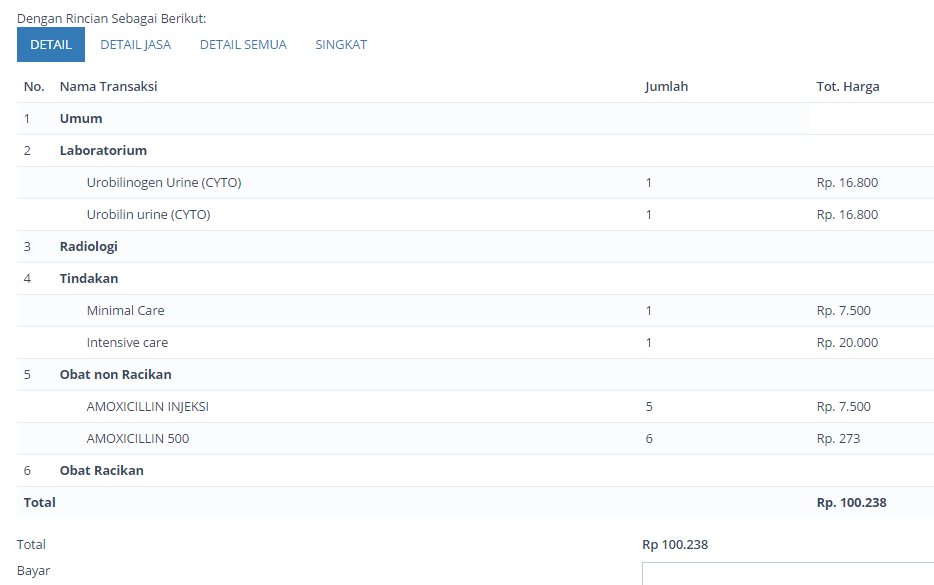 Dengan Rincian Sebagai Berikut:
DETAIL DETAIL JASA DETAIL SEMUA SINGKAT
No. Nama Transaksi Jumlah Tot. Harga
1 Umum
2 Laboratorium
Urobilinogen Urine (CYTO) 1 Rp. 16.800
Urobilin urine (CYTO) 1 Rp. 16.800
3 Radiologi
4 Tindakan
Minimal Care 1 Rp. 7.500
Intensive care 1 Rp. 20.000
5 Obat non Racikan
AMOXICILLIN INJEKSI 5 Rp. 7.500
AMOXICILLIN 500 6 Rp. 273
6 Obat Racikan
Total Rp. 100.238
Total Rp 100.238
Bayar